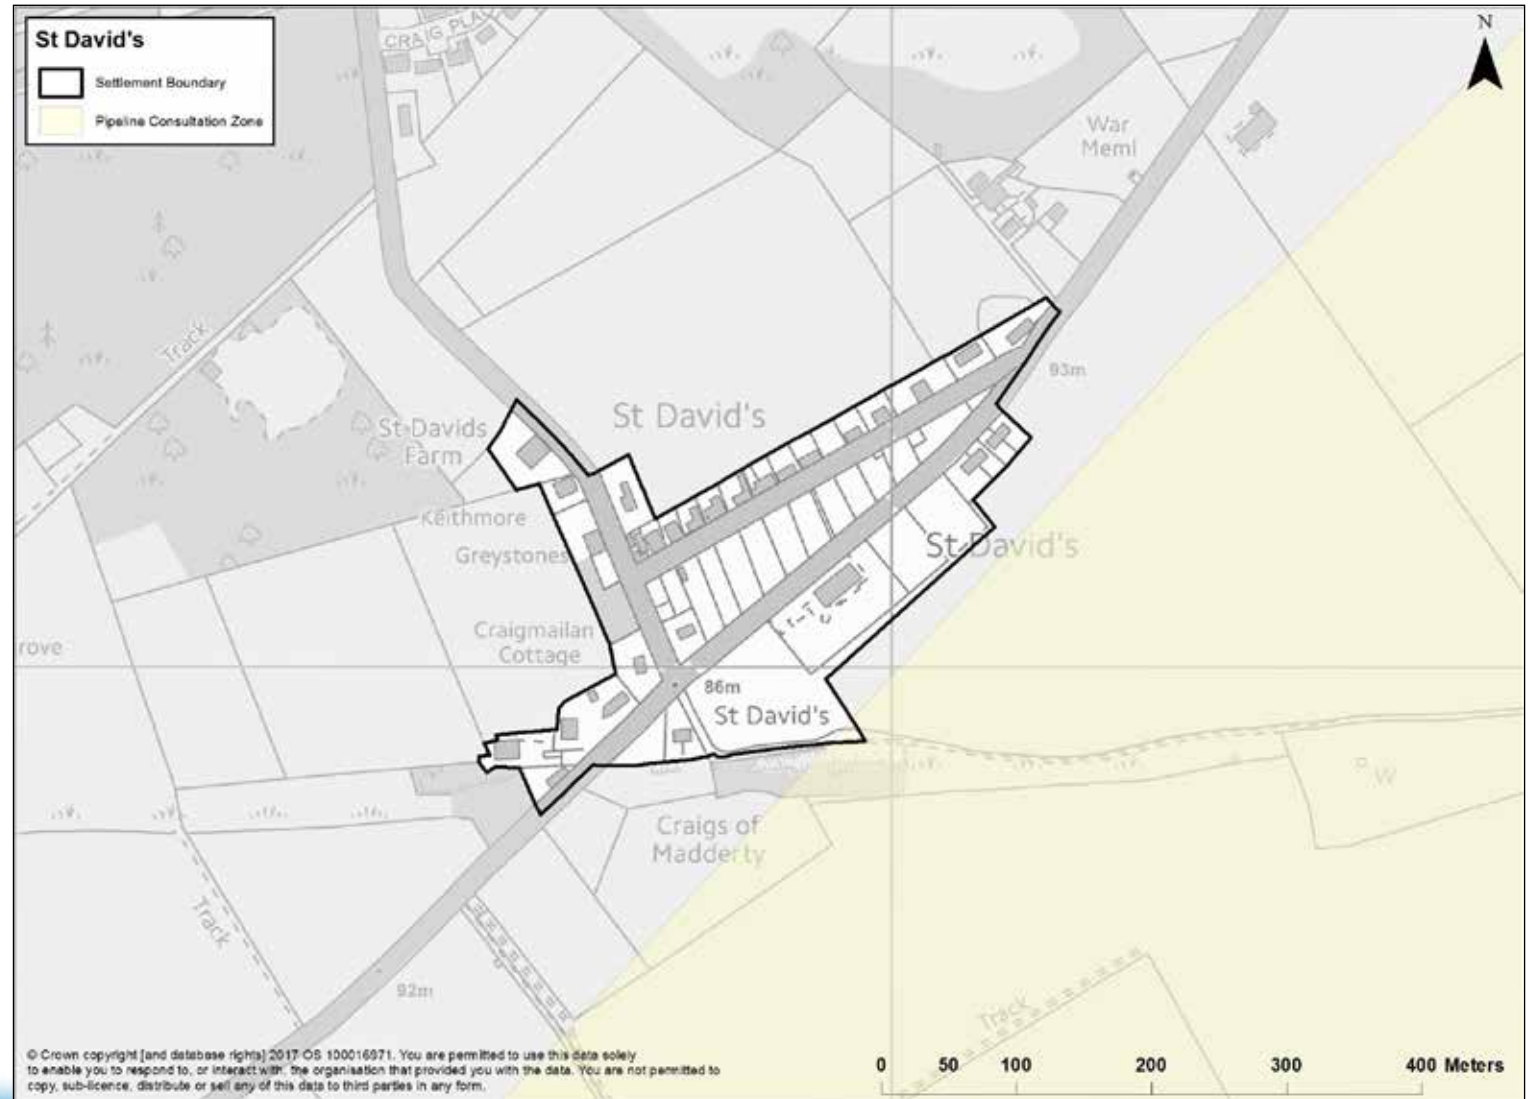 St David's
Settlement Boundary
Pipeline Consultation Zone
CRAIG PLA
N
War
Meml
Track
93m
St Davids
Farm
St David's
Keithmore
Greystones
St David's
Craigmailan
Cottage
rove
86m
St David's
W
Craigs of
Madderty
Track
92m
Track
© Crown copyright [and database rights] 2017 OS 100016971. You are permitted to use this data solely
to enable you to respond to, or interact with, the organisation that provided you with the data. You are not permitted to
copy, sub-licence, distribute or sell any of this data to third parties in any form.
0 50 100 200 300 400 Meters